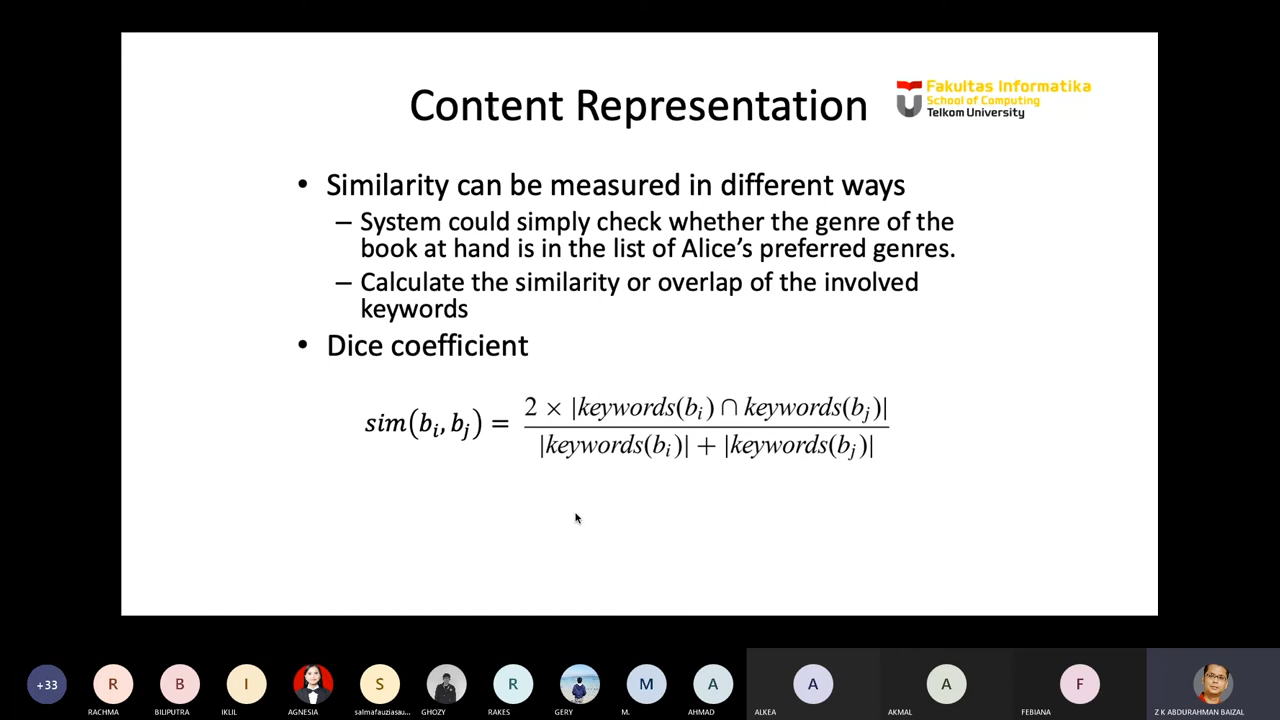 Content Representation
Fakultas Informatika
School of Computing
Telkom University
• Similarity can be measured in different ways
– System could simply check whether the genre of the
book at hand is in the list of Alice's preferred genres.
– Calculate the similarity or overlap of the involved
keywords
• Dice coefficient
sim(bᵢ, bⱼ) = 2 × |keywords(bᵢ) ∩ keywords(bⱼ)|
|keywords(bᵢ)| + |keywords(bⱼ)|
+33 R B I S R M A A A F
RACHMA BILIPUTRA IKLIL AGNESIA salmafauziasau... GHOZY RAKES GERY M. AHMAD ALKEA AKMAL FEBIANA Z K ABDURAHMAN BAIZAL